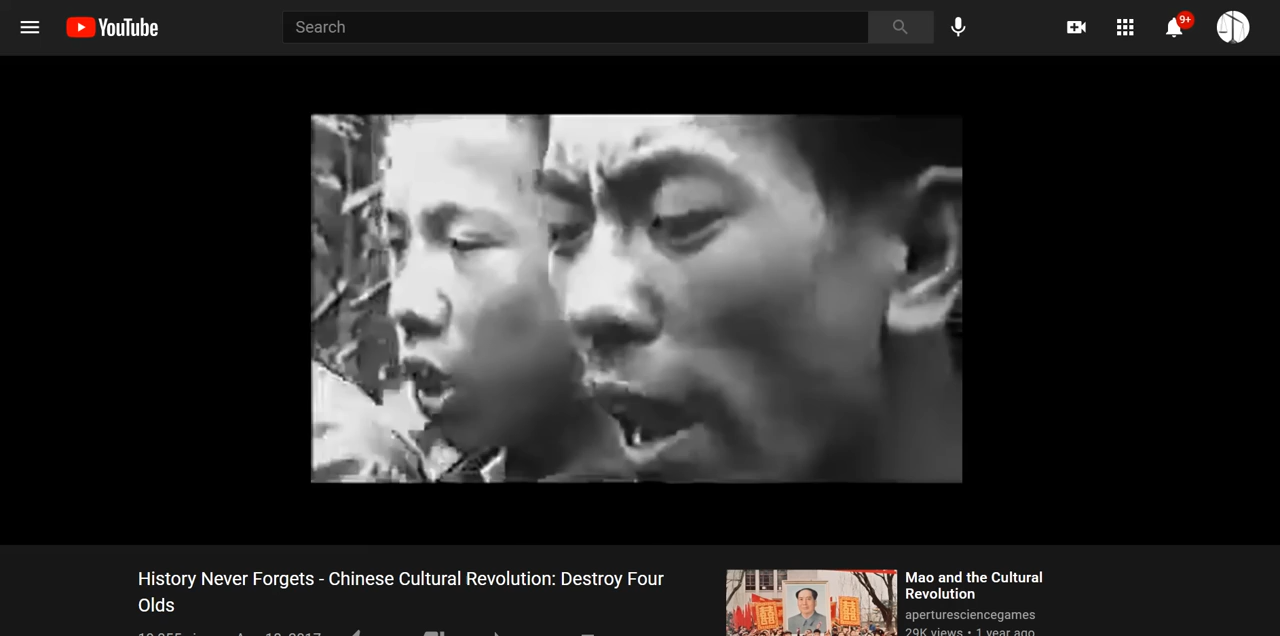 YouTube
Search
9+
History Never Forgets - Chinese Cultural Revolution: Destroy Four
Olds
Mao and the Cultural
Revolution
aperturesciencegames
29K views • 1 year ago